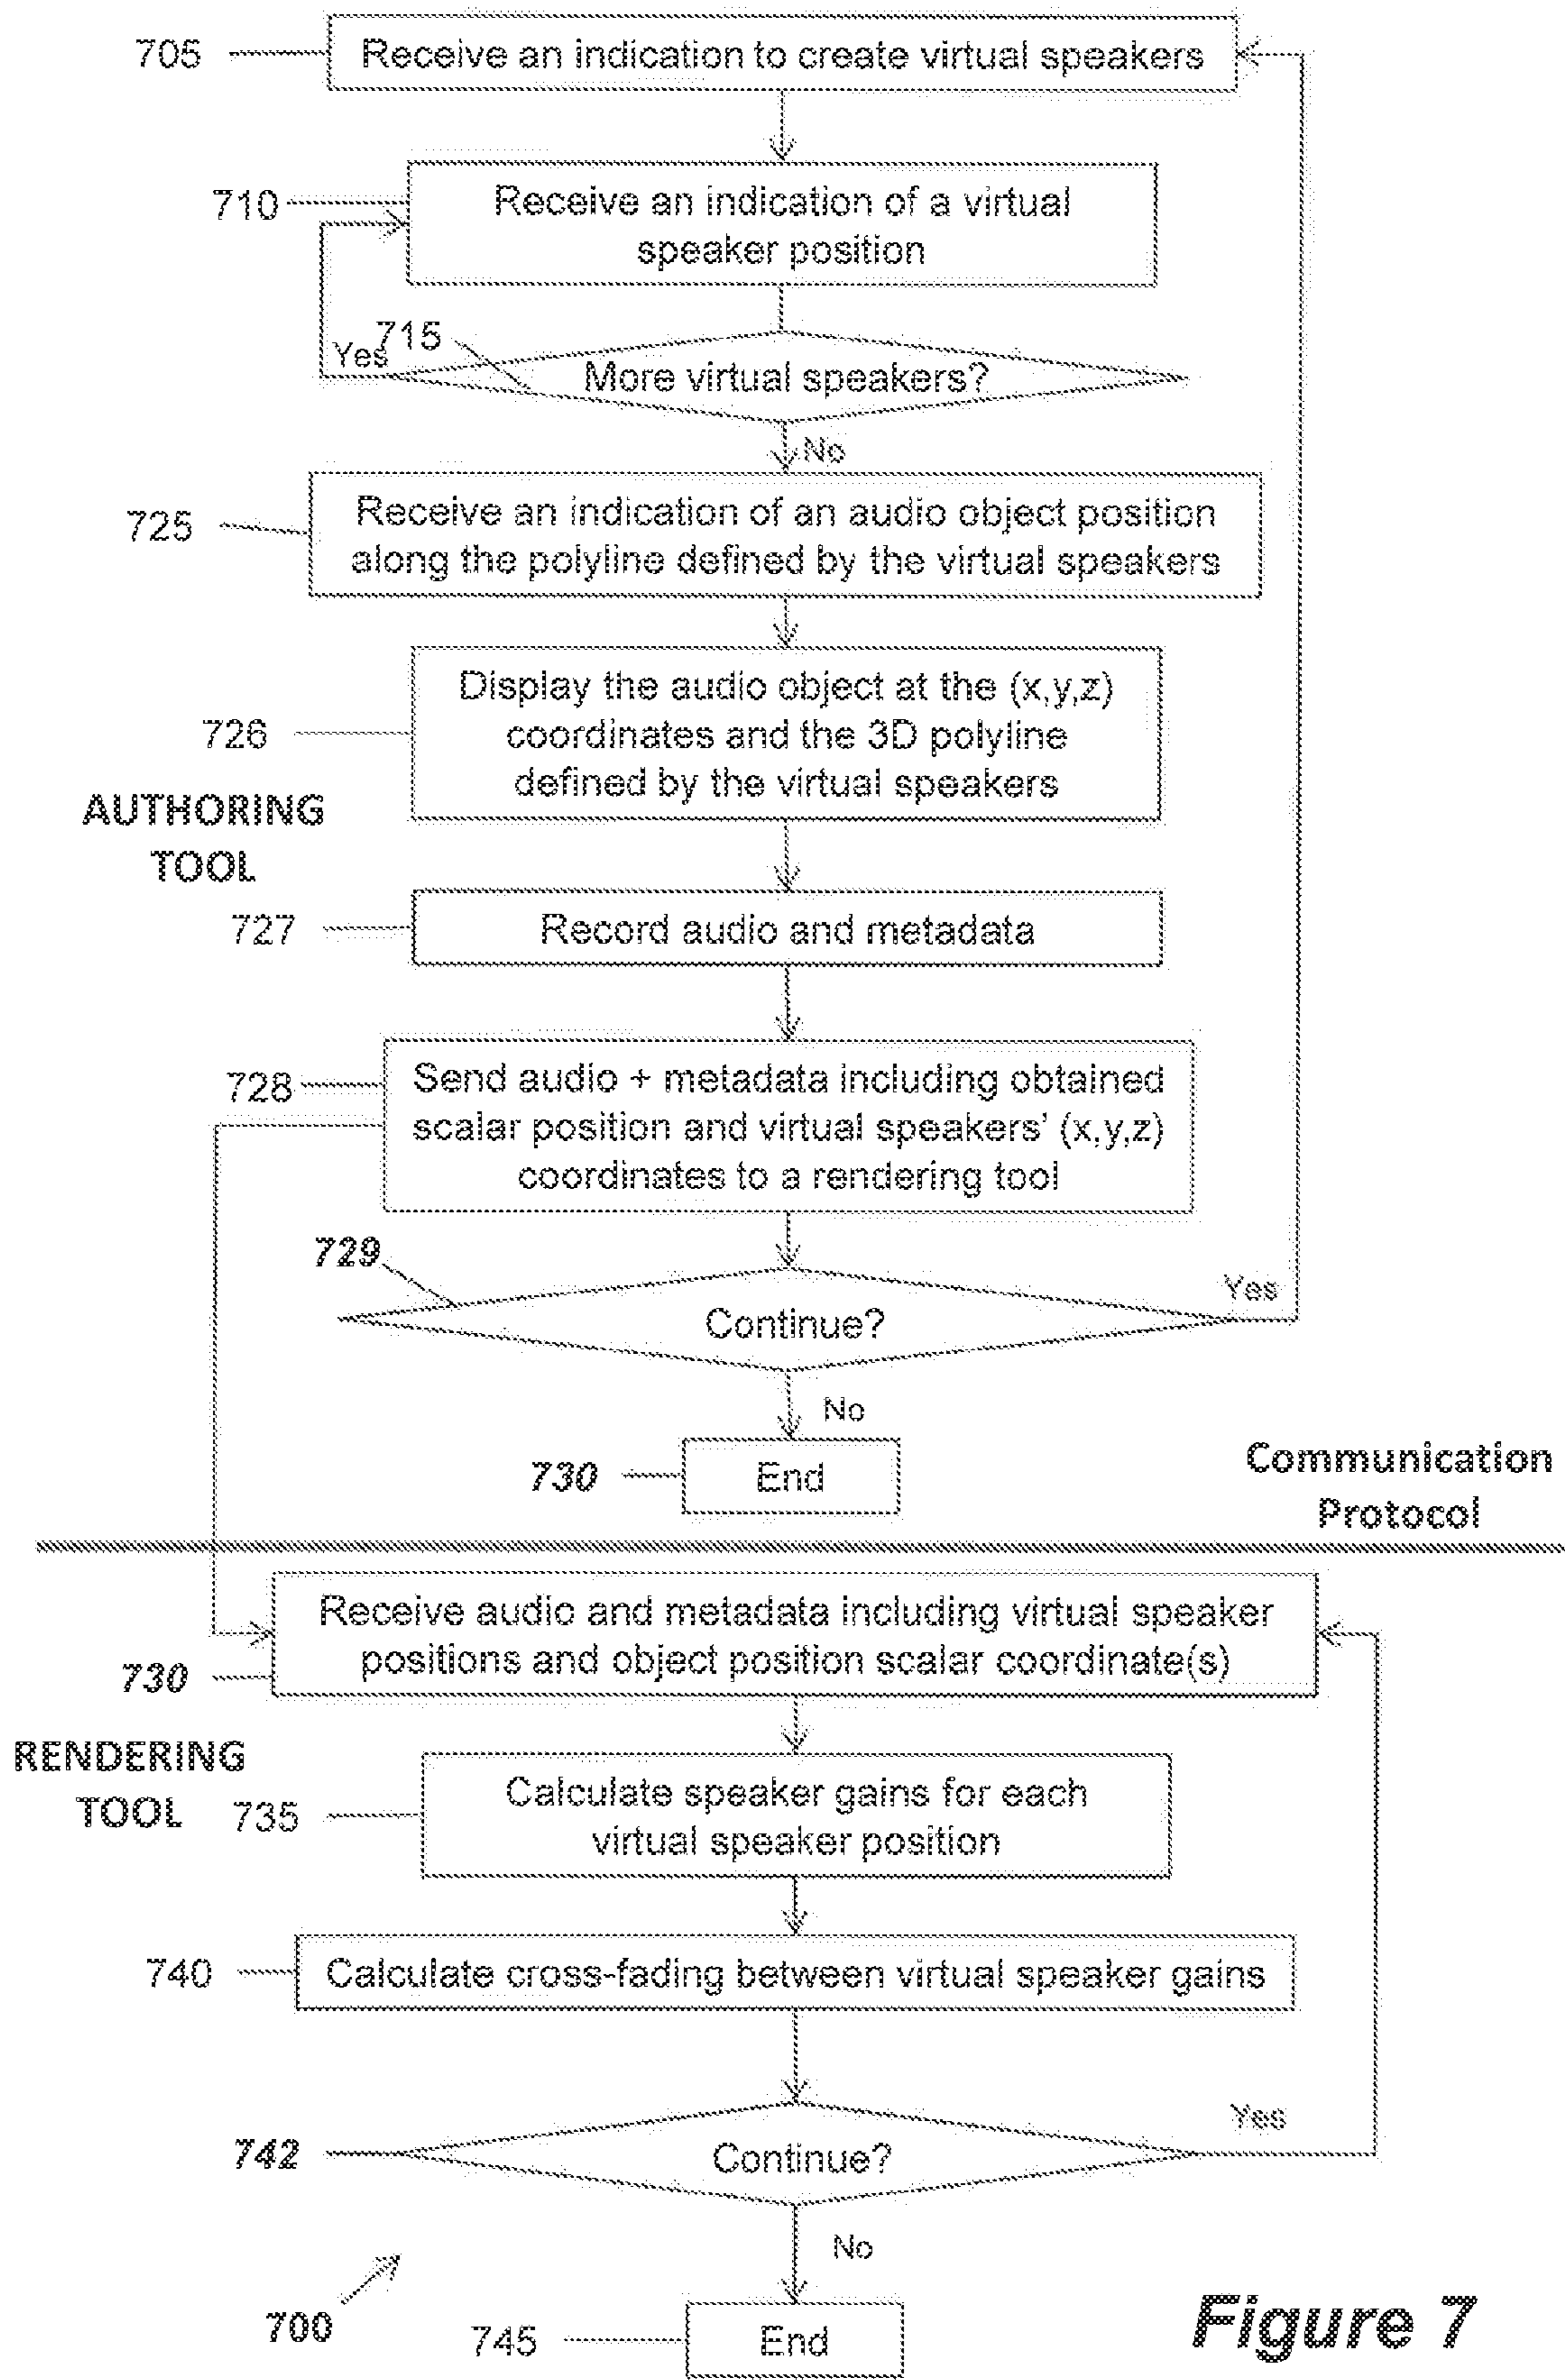 705
Receive an indication to create virtual speakers
710
Receive an indication of a virtual
speaker position
715
Yes
More virtual speakers?
No
725
Receive an indication of an audio object position
along the polyline defined by the virtual speakers
726
Display the audio object at the (x,y,z)
coordinates and the 3D polyline
defined by the virtual speakers
AUTHORING
TOOL
727
Record audio and metadata
728
Send audio + metadata including obtained
scalar position and virtual speakers' (x,y,z)
coordinates to a rendering tool
729
Yes
Continue?
No
730
End
Communication
Protocol
Receive audio and metadata including virtual speaker
positions and object position scalar coordinate(s)
730
RENDERING
TOOL
735
Calculate speaker gains for each
virtual speaker position
740
Calculate cross-fading between virtual speaker gains
Yes
742
Continue?
No
700
745
End
Figure 7